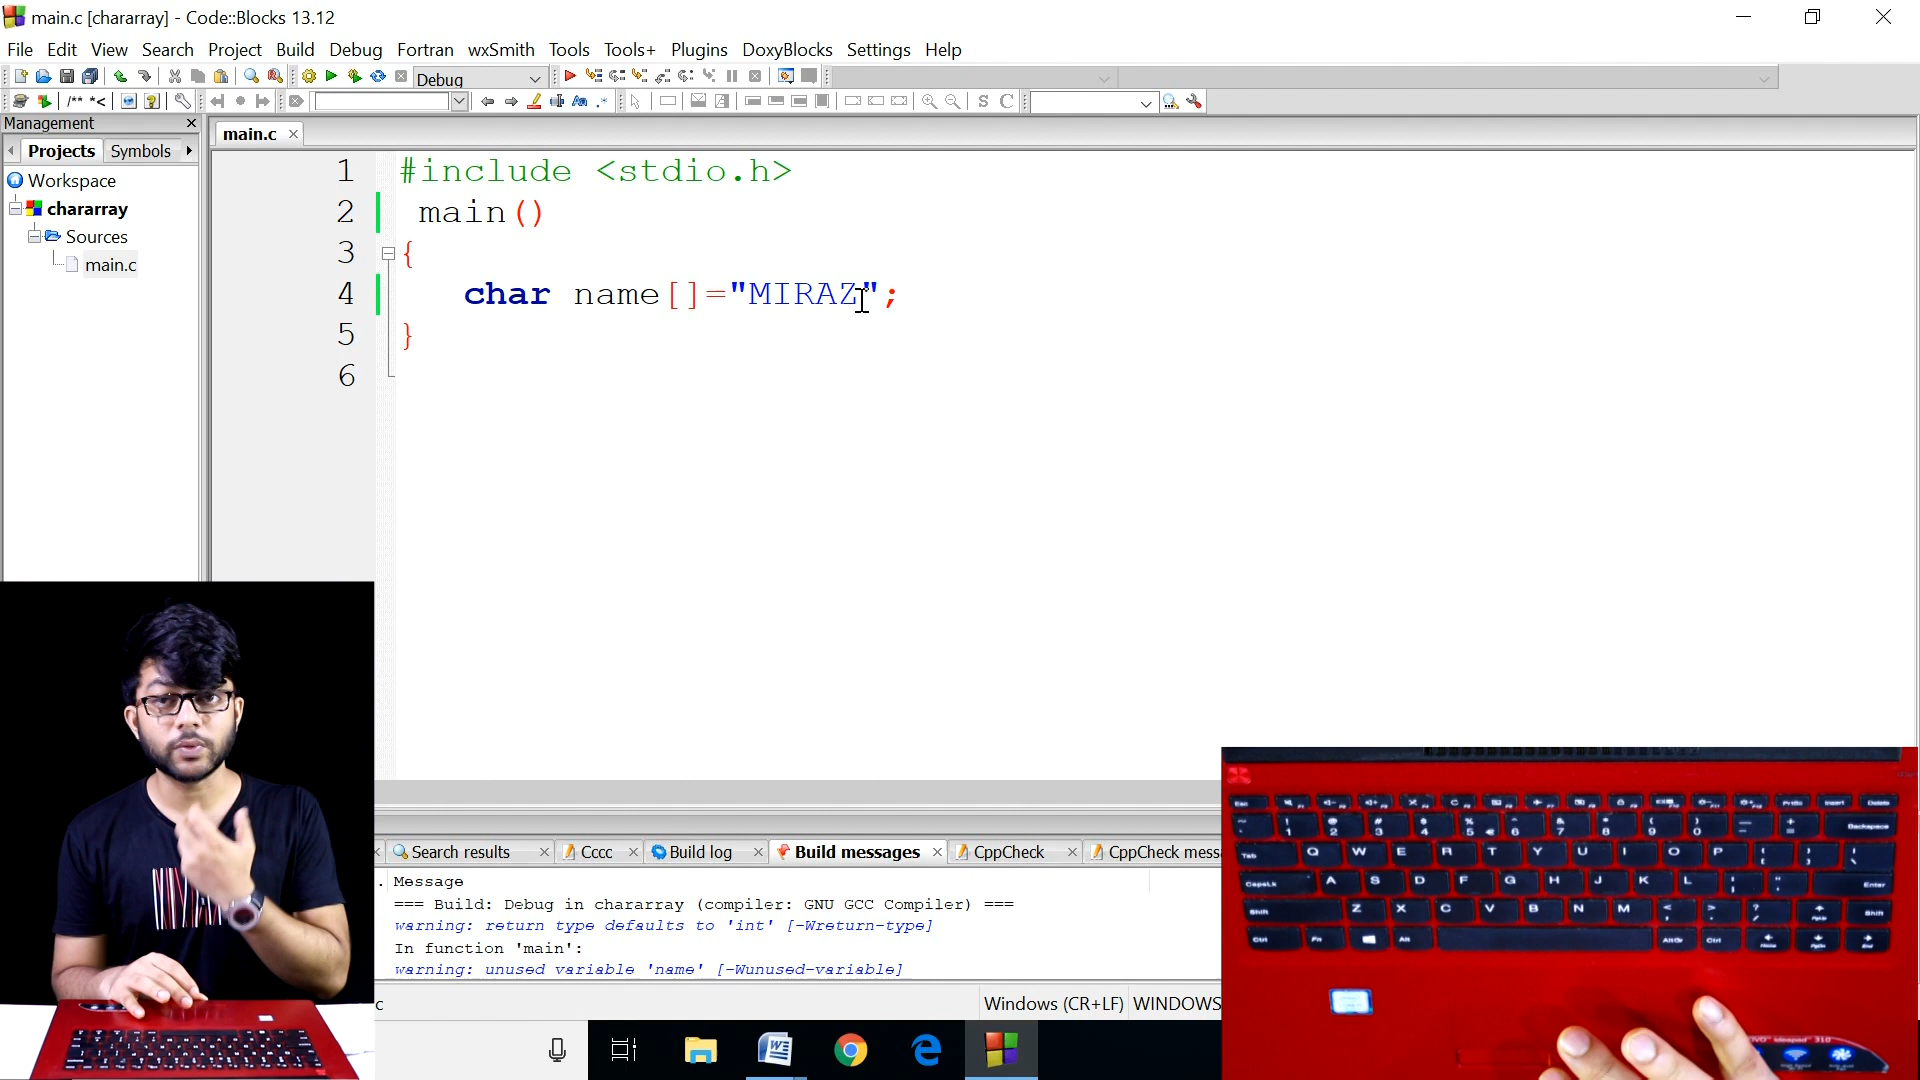 main.c [chararray] - Code::Blocks 13.12
File Edit View Search Project Build Debug Fortran wxSmith Tools Tools+ Plugins DoxyBlocks Settings Help
Debug
Management
main.c
Projects Symbols
Workspace
chararray
Sources
main.c
1 #include <stdio.h>
2 main()
3 {
4 char name[]="MIRAZ";
5 }
6
Search results Cccc Build log Build messages CppCheck CppCheck mess
Message
=== Build: Debug in chararray (compiler: GNU GCC Compiler) ===
warning: return type defaults to 'int' [-Wreturn-type]
In function 'main':
warning: unused variable 'name' [-Wunused-variable]
c Windows (CR+LF) WINDOWS
Q W E R T Y U I O P
A S D F G H J K L
Z X C V B N M